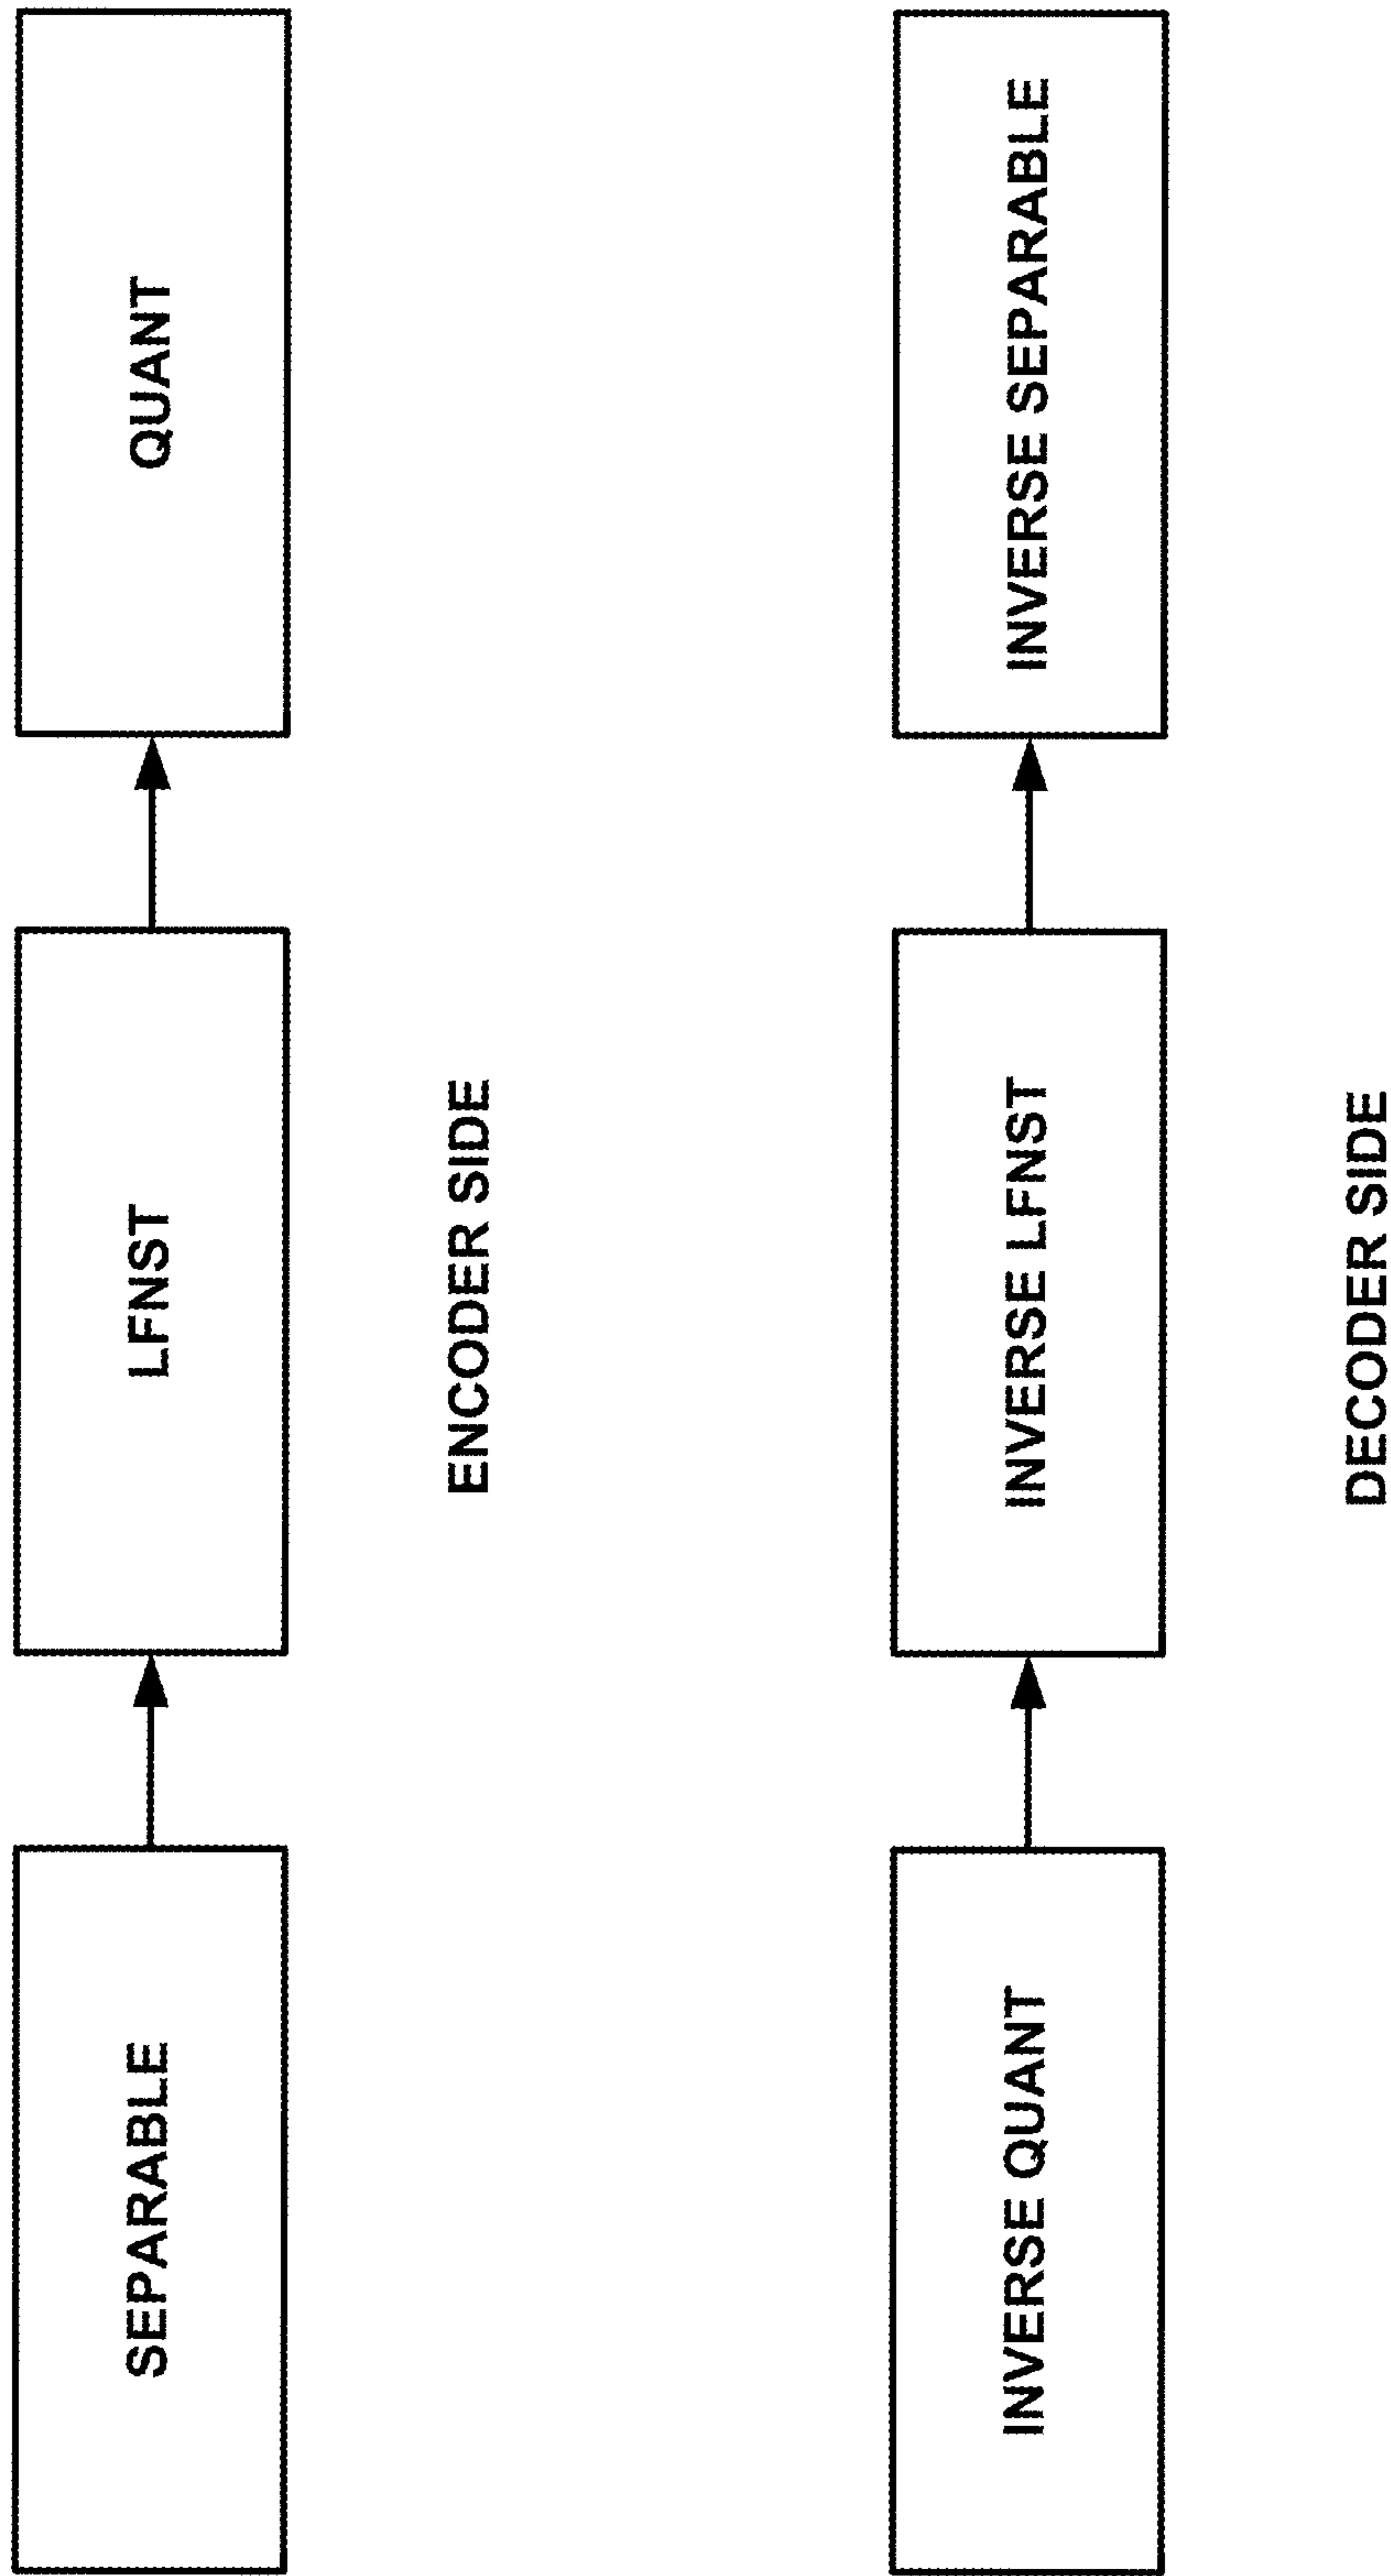 SEPARABLE
LFNST
QUANT
ENCODER SIDE
INVERSE QUANT
INVERSE LFNST
INVERSE SEPARABLE
DECODER SIDE